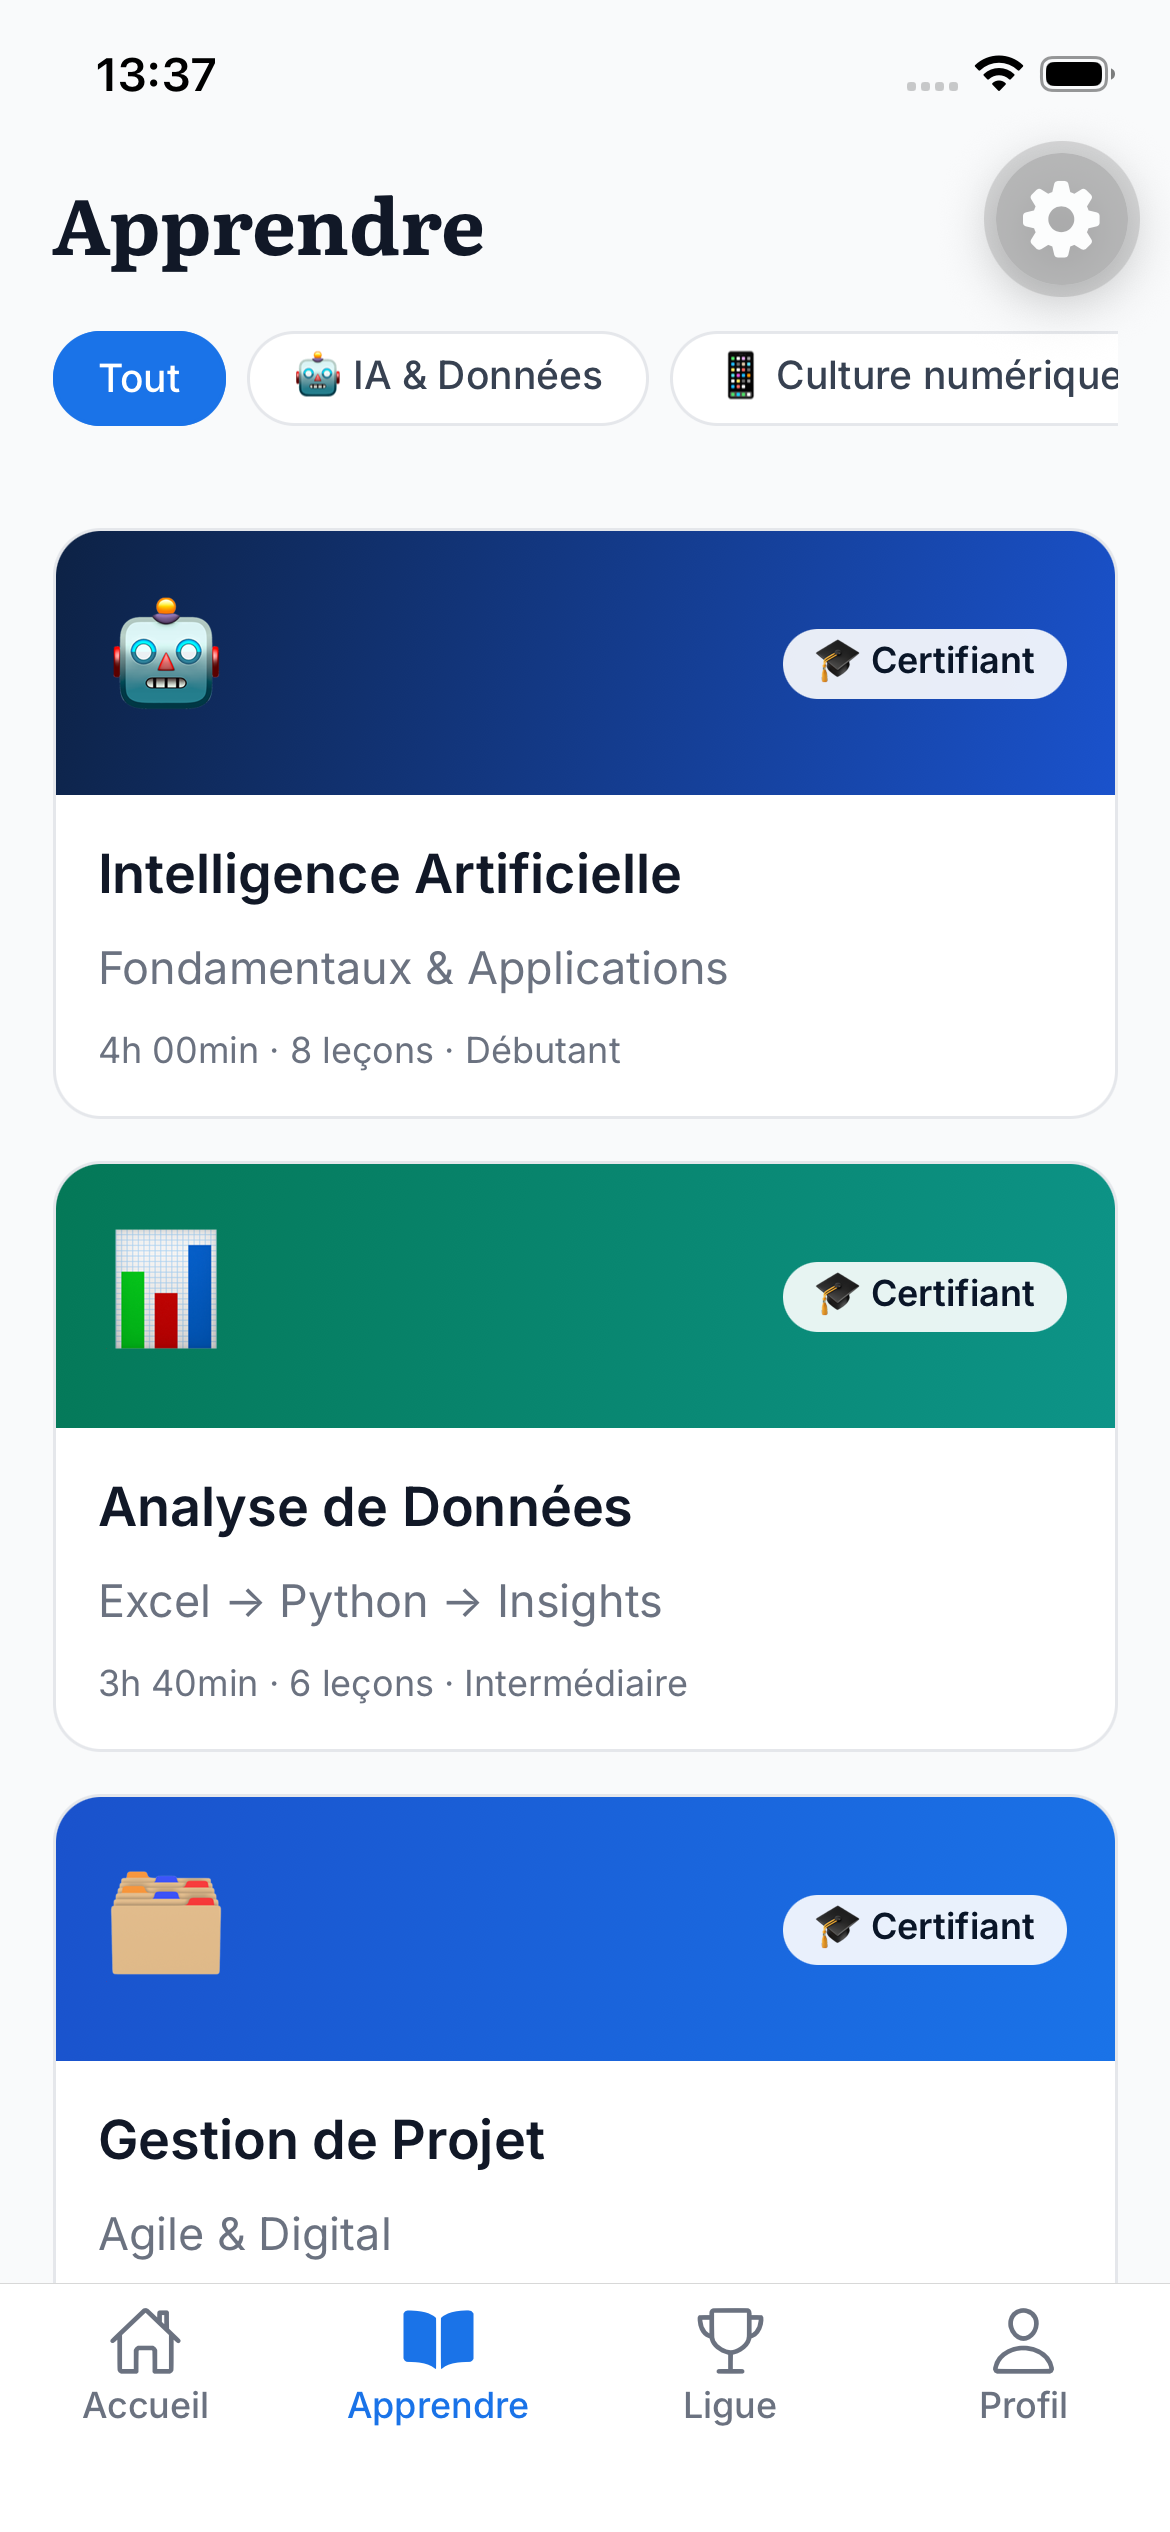 13:37
Apprendre
Tout
IA & Données
Culture numérique
Certifiant
Intelligence Artificielle
Fondamentaux & Applications
4h 00min · 8 leçons · Débutant
Certifiant
Analyse de Données
Excel → Python → Insights
3h 40min · 6 leçons · Intermédiaire
Certifiant
Gestion de Projet
Agile & Digital
Accueil
Apprendre
Ligue
Profil